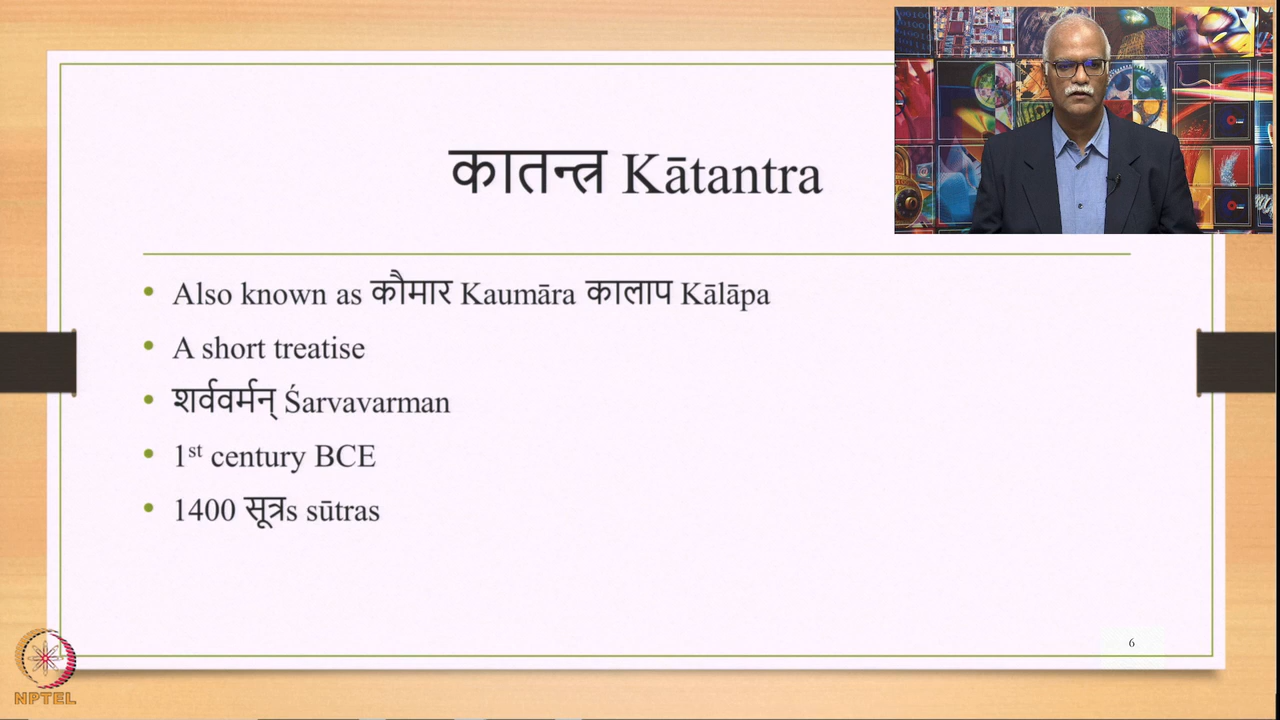 कातन्त्र Kātantra
Also known as कौमार Kaumāra कालाप Kālāpa
A short treatise
शर्ववर्मन् Śarvavarman
1st century BCE
1400 सूत्रs sūtras
6
NPTEL